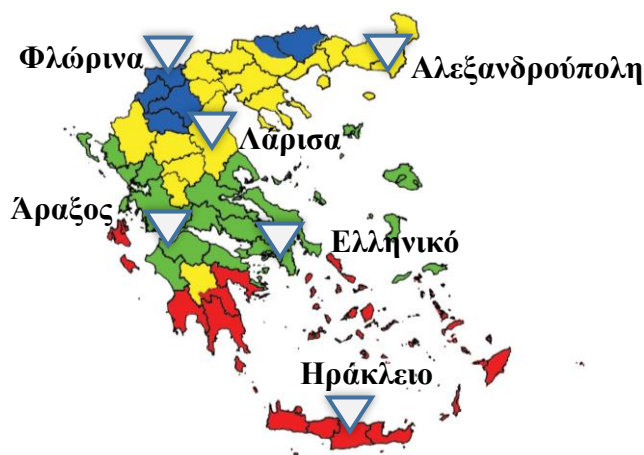 Φλώρινα
Αλεξανδρούπολη
Λάρισα
Άραξος
Ελληνικό
Ηράκλειο